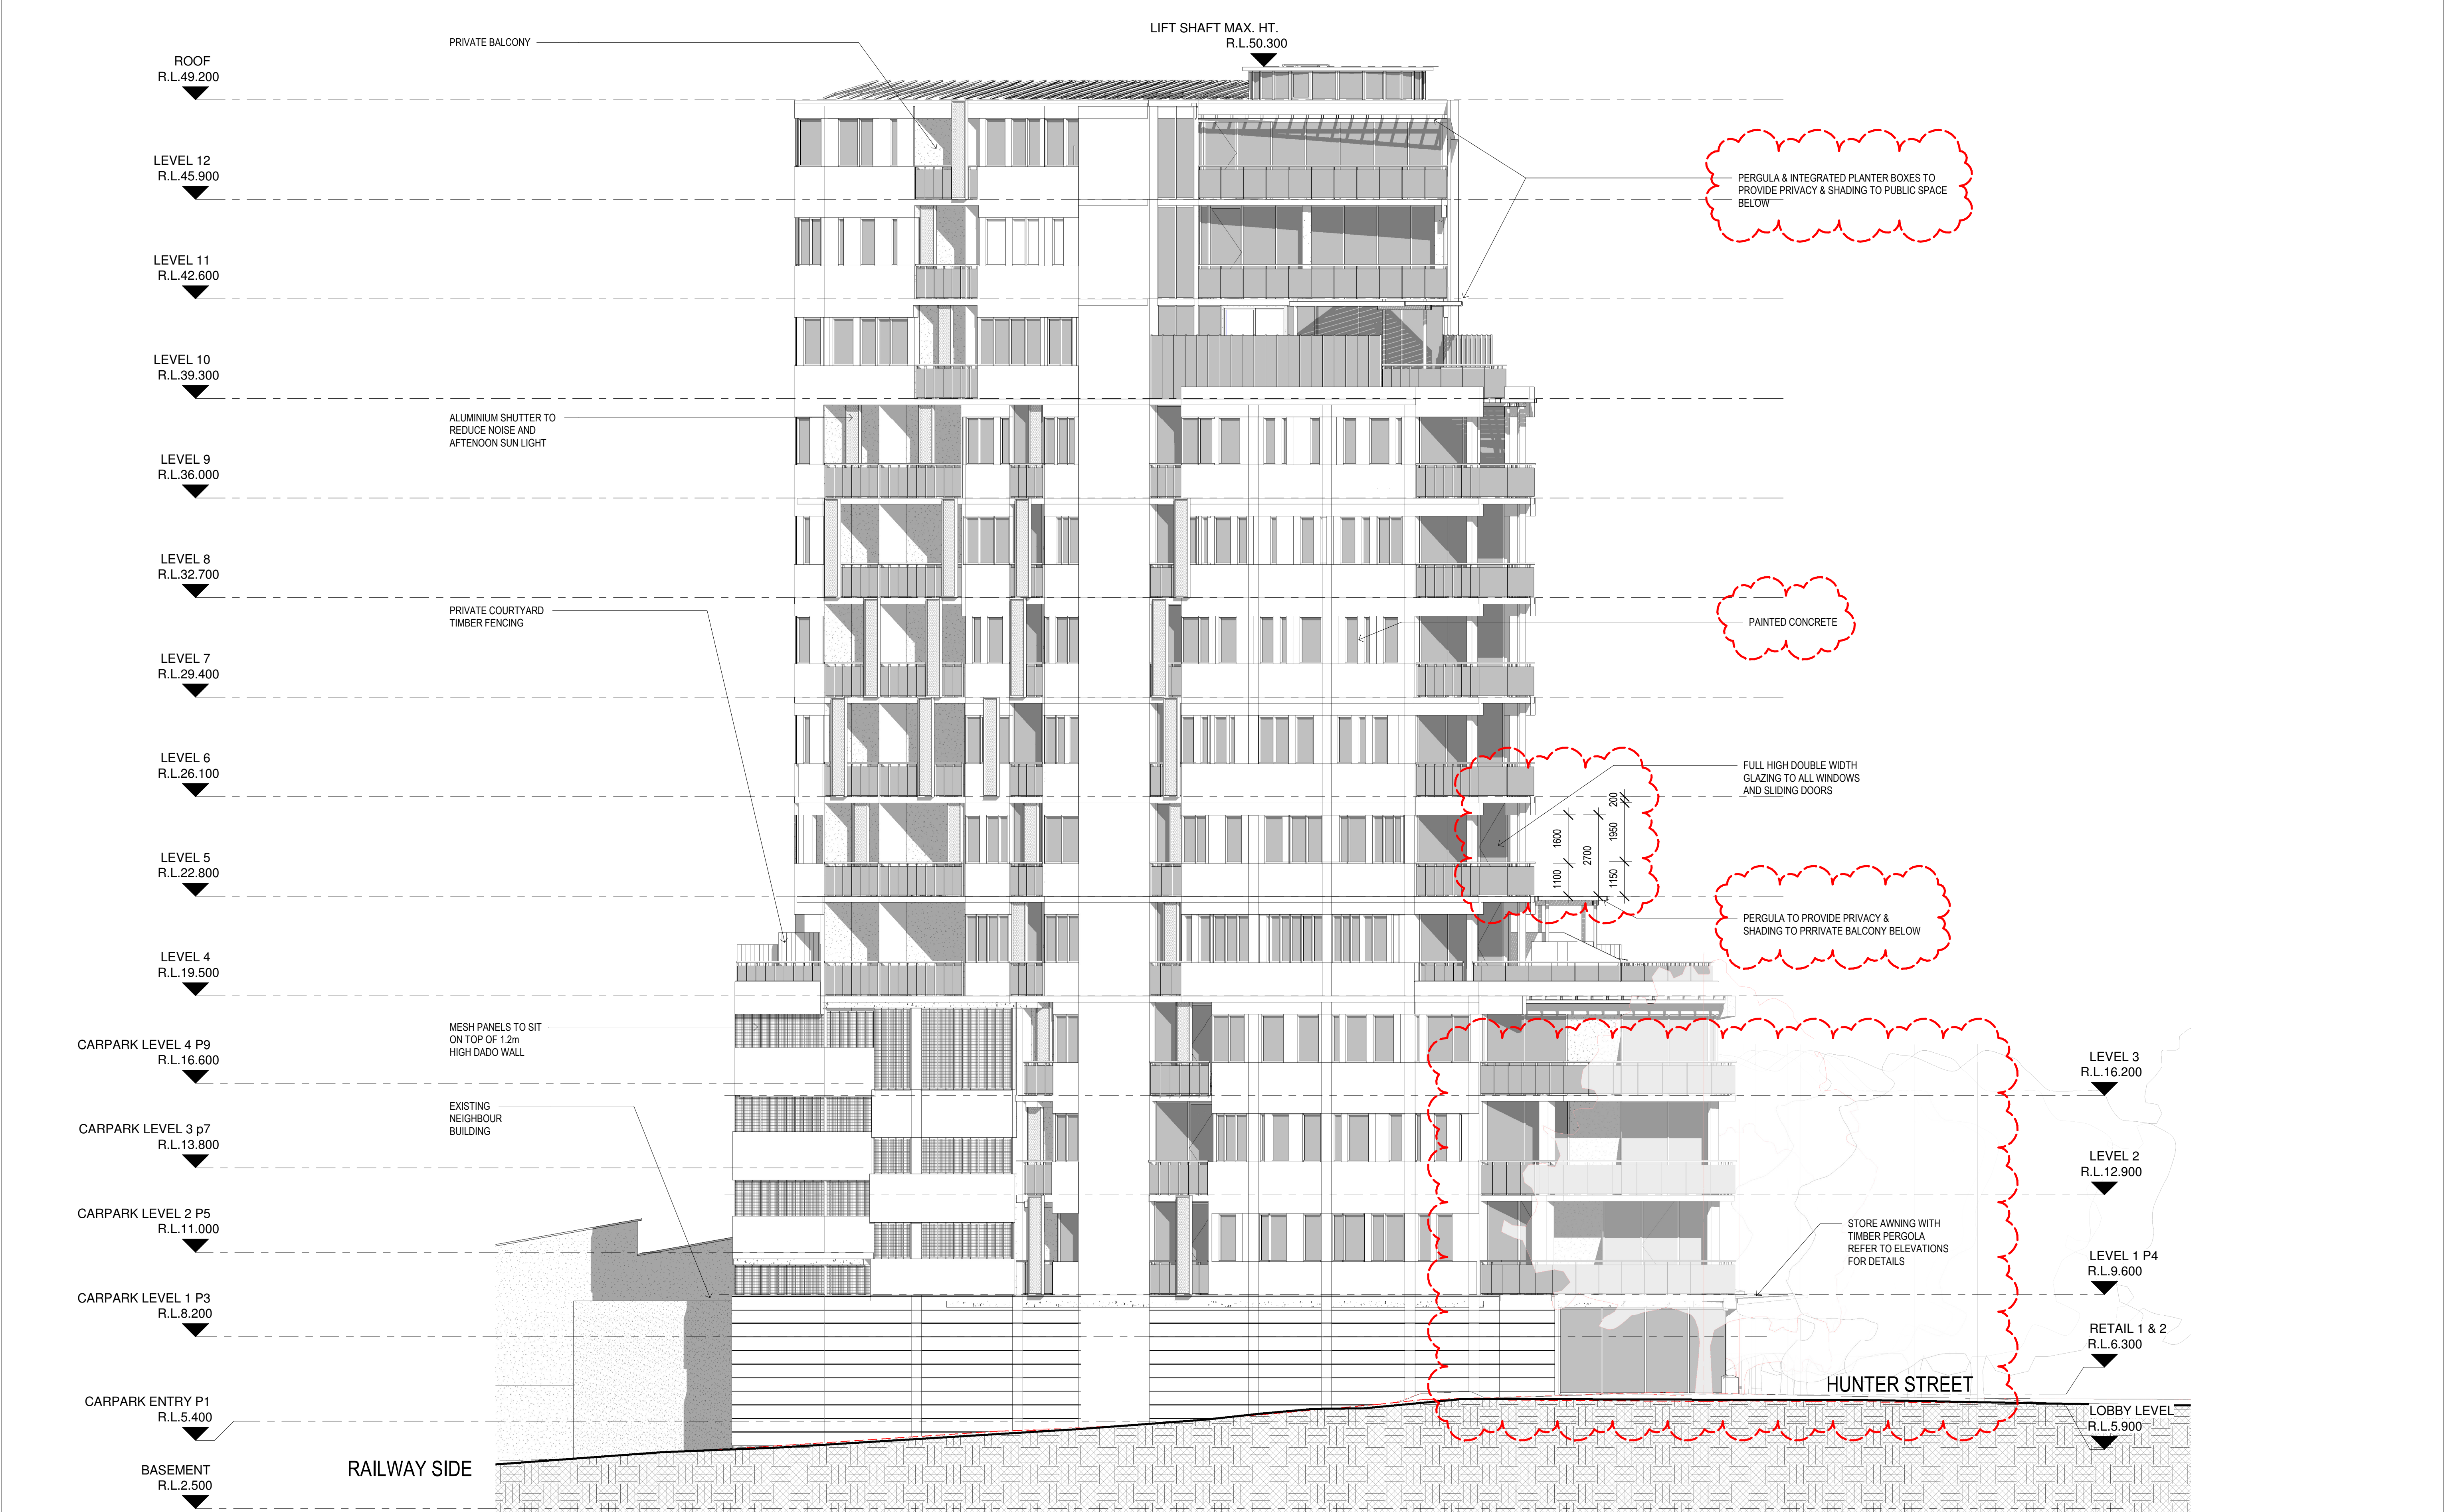 LIFT SHAFT MAX. HT.
R.L.50.300
PRIVATE BALCONY
ROOF
R.L.49.200
LEVEL 12
R.L.45.900
PERGULA & INTEGRATED PLANTER BOXES TO
PROVIDE PRIVACY & SHADING TO PUBLIC SPACE
BELOW
LEVEL 11
R.L.42.600
LEVEL 10
R.L.39.300
ALUMINIUM SHUTTER TO
REDUCE NOISE AND
AFTENOON SUN LIGHT
LEVEL 9
R.L.36.000
LEVEL 8
R.L.32.700
PRIVATE COURTYARD
TIMBER FENCING
PAINTED CONCRETE
LEVEL 7
R.L.29.400
LEVEL 6
R.L.26.100
FULL HIGH DOUBLE WIDTH
GLAZING TO ALL WINDOWS
AND SLIDING DOORS
200
1600
1950
2700
1100
1150
LEVEL 5
R.L.22.800
PERGULA TO PROVIDE PRIVACY &
SHADING TO PRRIVATE BALCONY BELOW
LEVEL 4
R.L.19.500
MESH PANELS TO SIT
ON TOP OF 1.2m
HIGH DADO WALL
CARPARK LEVEL 4 P9
R.L.16.600
LEVEL 3
R.L.16.200
EXISTING
NEIGHBOUR
BUILDING
CARPARK LEVEL 3 p7
R.L.13.800
LEVEL 2
R.L.12.900
CARPARK LEVEL 2 P5
R.L.11.000
STORE AWNING WITH
TIMBER PERGOLA
REFER TO ELEVATIONS
FOR DETAILS
LEVEL 1 P4
R.L.9.600
CARPARK LEVEL 1 P3
R.L.8.200
RETAIL 1 & 2
R.L.6.300
HUNTER STREET
CARPARK ENTRY P1
R.L.5.400
LOBBY LEVEL
R.L.5.900
RAILWAY SIDE
BASEMENT
R.L.2.500